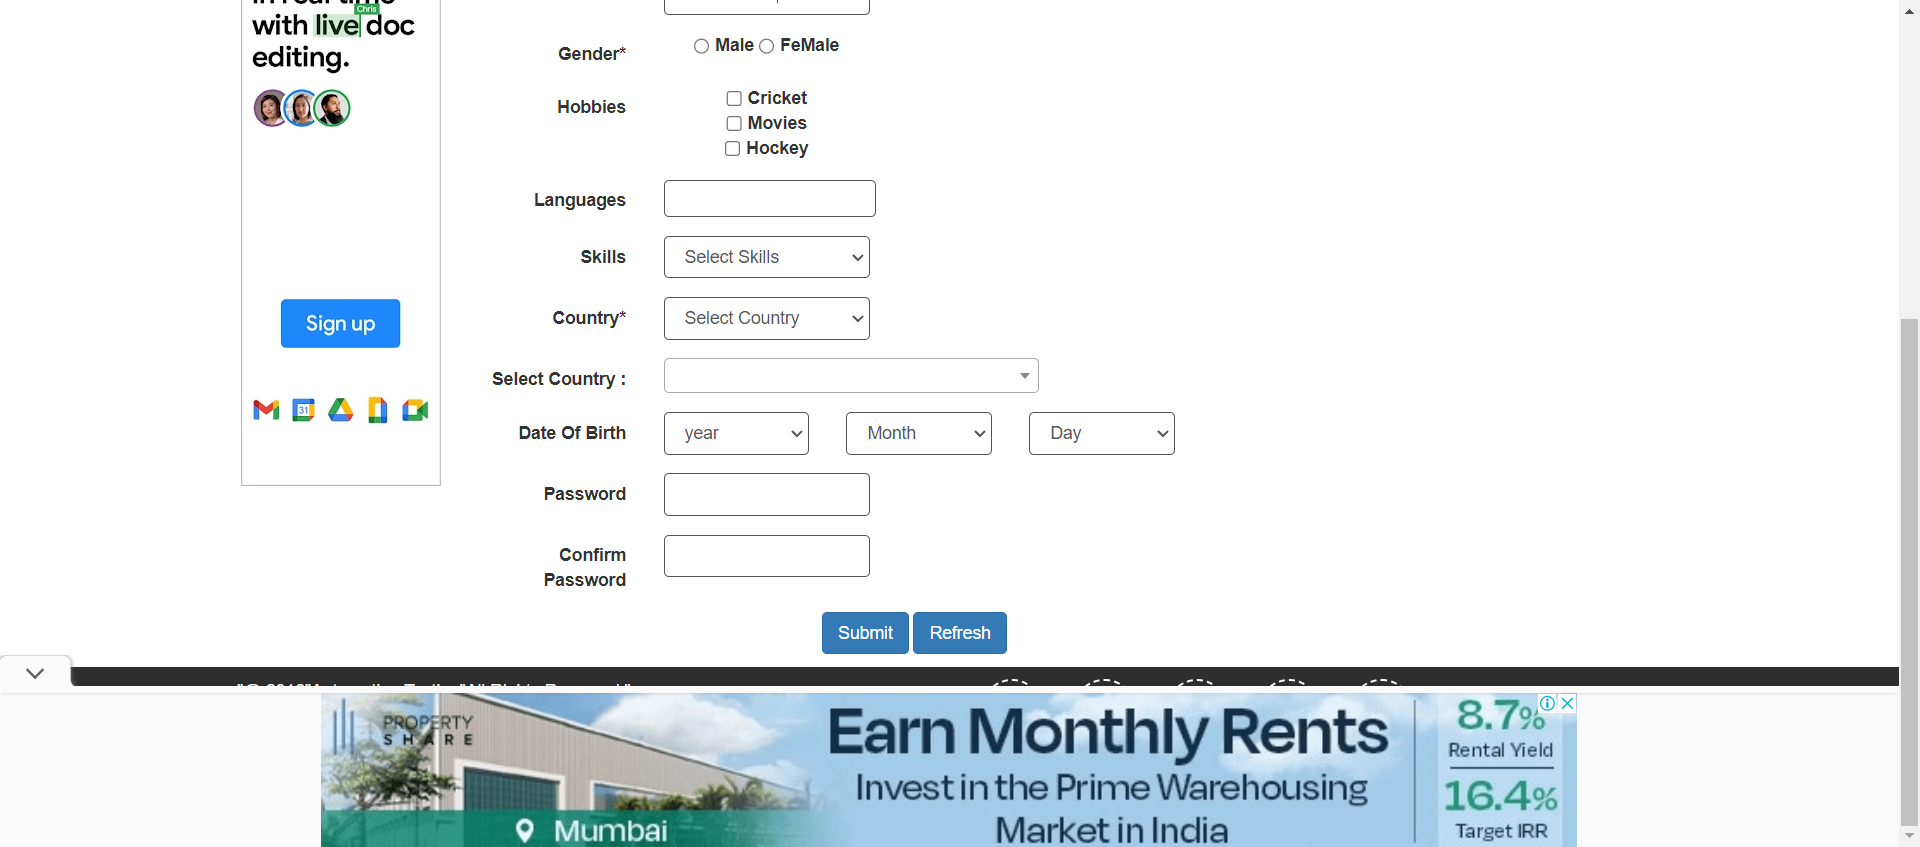 in real time
Chris
with live doc
editing.
Sign up
31
Gender*
Male FeMale
Hobbies
Cricket
Movies
Hockey
Languages
Skills
Select Skills
Country*
Select Country
Select Country :
Date Of Birth
year Month Day
Password
Confirm
Password
Submit Refresh
PROPERTY
SHARE
Mumbai
Earn Monthly Rents
Invest in the Prime Warehousing
Market in India
8.7%
Rental Yield
16.4%
Target IRR